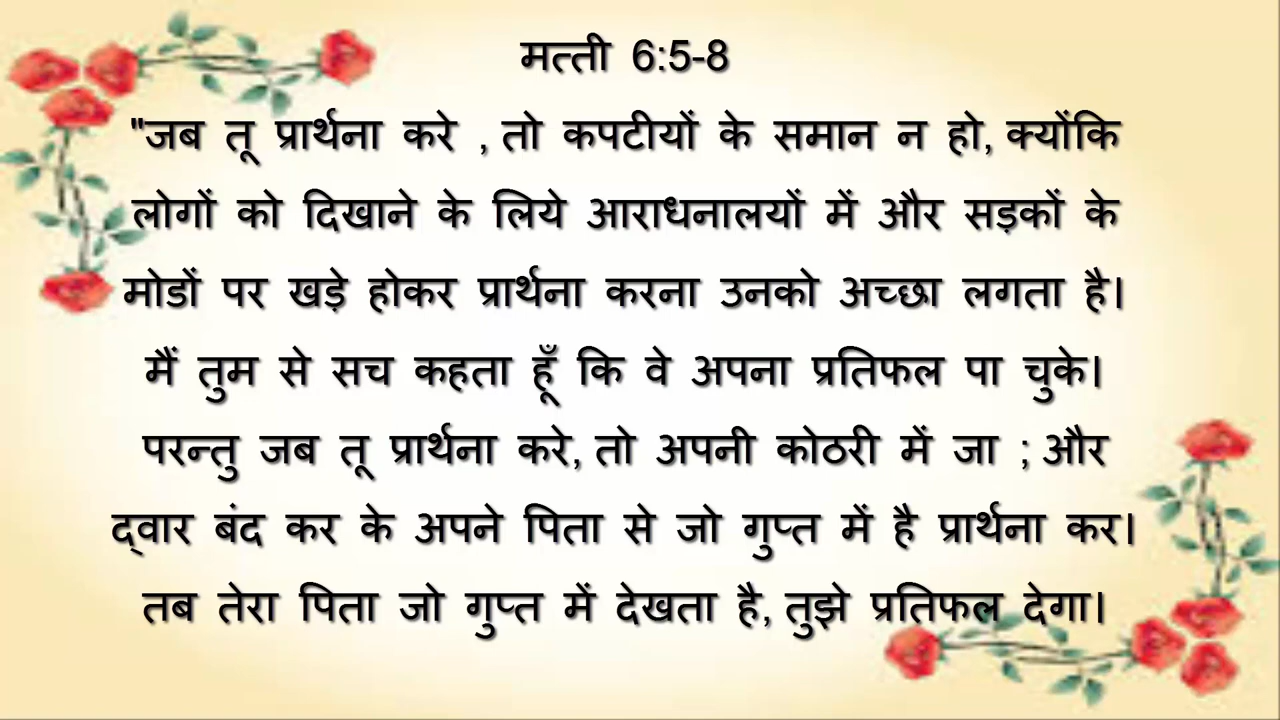 मत्ती 6:5-8
"जब तू प्रार्थना करे , तो कपटीयों के समान न हो, क्योंकि
लोगों को दिखाने के लिये आराधनालयों में और सड़कों के
मोडों पर खड़े होकर प्रार्थना करना उनको अच्छा लगता है।
मैं तुम से सच कहता हूँ कि वे अपना प्रतिफल पा चुके।
परन्तु जब तू प्रार्थना करे, तो अपनी कोठरी में जा ; और
द्वार बंद कर के अपने पिता से जो गुप्त में है प्रार्थना कर।
तब तेरा पिता जो गुप्त में देखता है, तुझे प्रतिफल देगा।